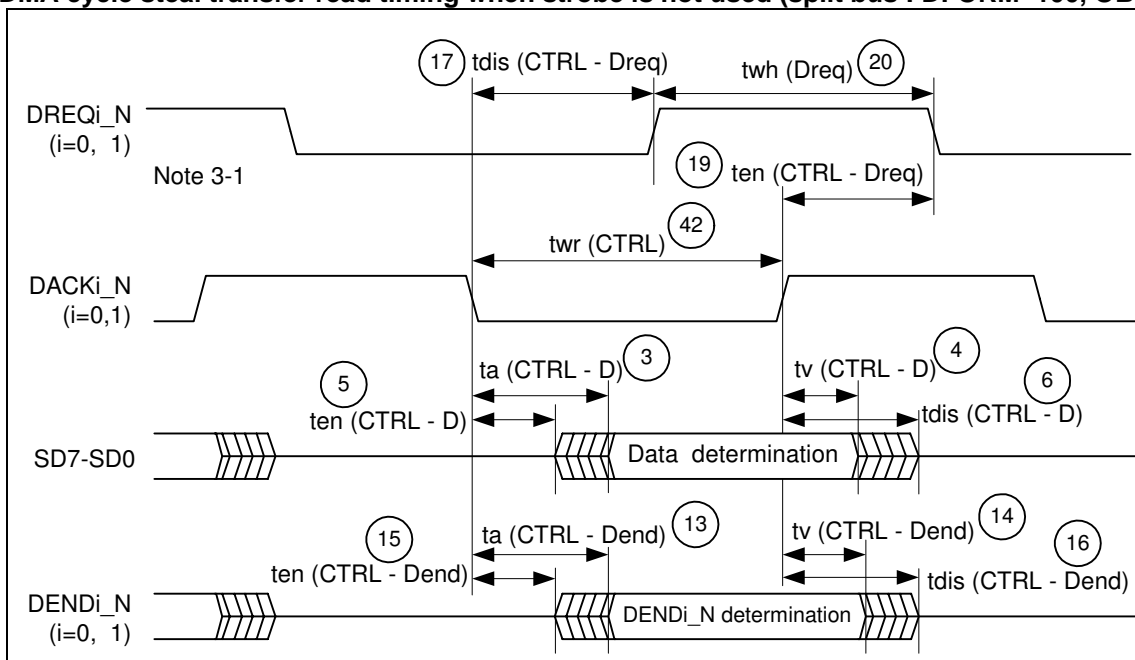 DMA cycle steal transfer read timing when strobe is not used (split bus : DFORM=100, OB
17 tdis (CTRL - Dreq) twh (Dreq) 20
DREQi_N
(i=0, 1)
Note 3-1
19 ten (CTRL - Dreq)
twr (CTRL) 42
DACKi_N
(i=0,1)
ta (CTRL - D) 3 tv (CTRL - D) 4
5 6
ten (CTRL - D) tdis (CTRL - D)
SD7-SD0 Data determination
ta (CTRL - Dend) 13 tv (CTRL - Dend) 14
15 16
ten (CTRL - Dend) tdis (CTRL - Dend)
DENDi_N DENDi_N determination
(i=0, 1)